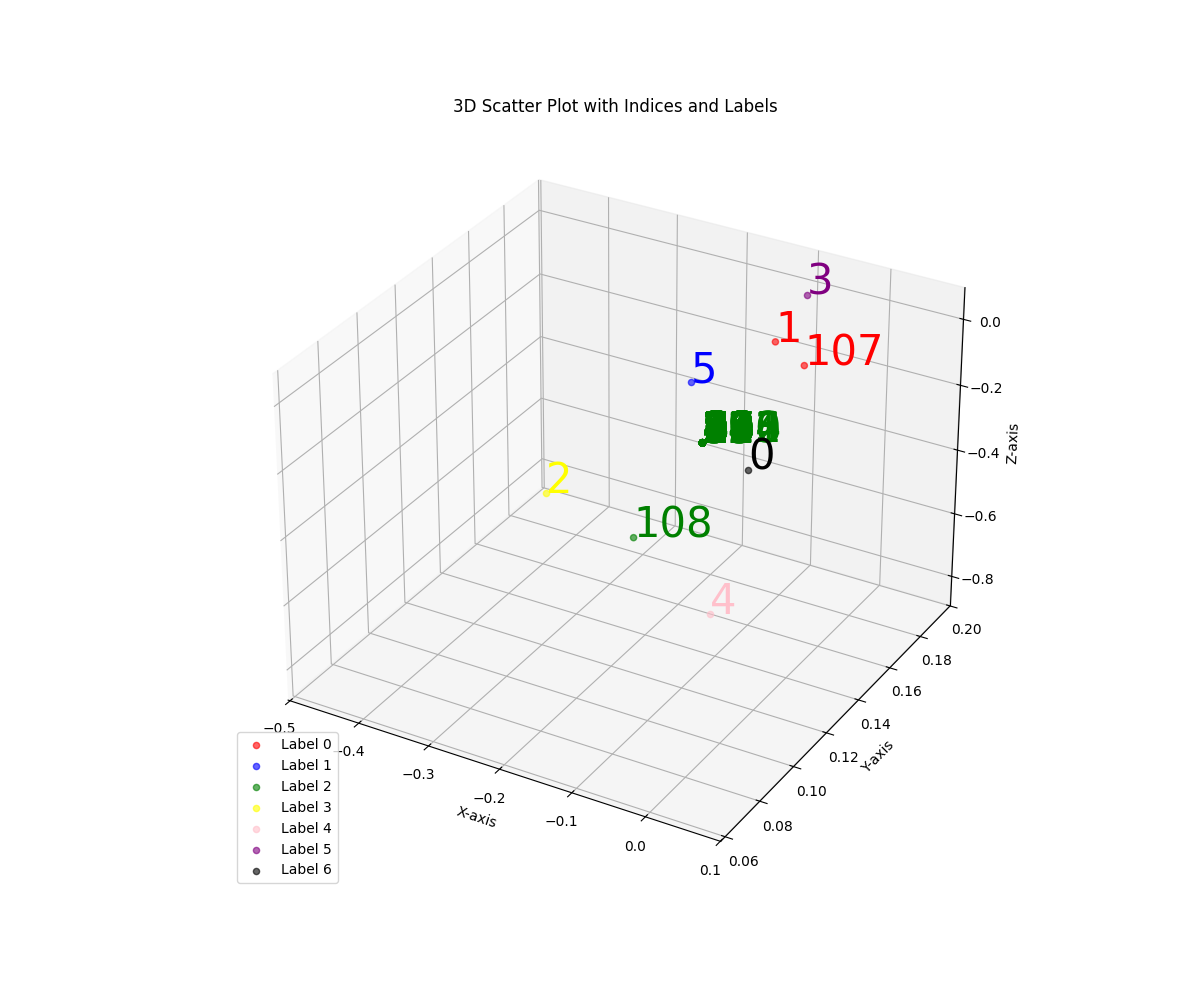 3D Scatter Plot with Indices and Labels
3
1
107
5
0
2
108
4
0.0
−0.2
−0.4
−0.6
−0.8
Z-axis
0.20
0.18
0.16
0.14
0.12
0.10
0.08
0.06
Y-axis
−0.5
−0.4
−0.3
−0.2
−0.1
0.0
0.1
X-axis
Label 0
Label 1
Label 2
Label 3
Label 4
Label 5
Label 6